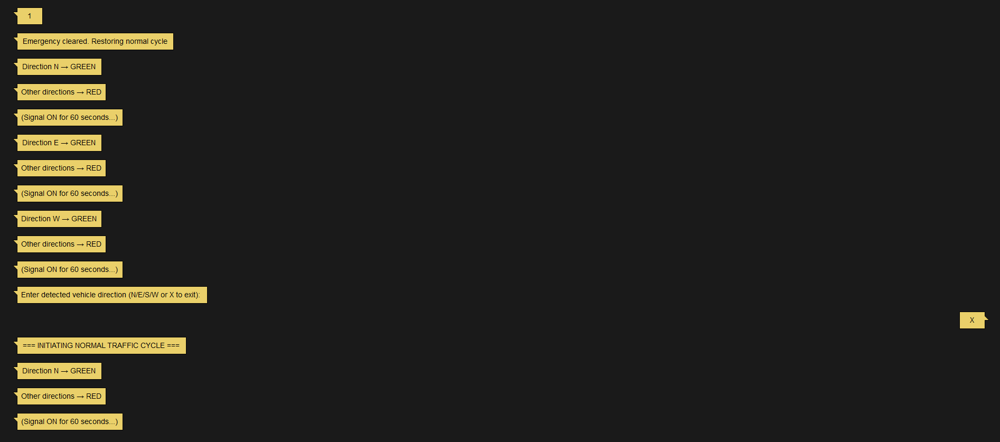 1
Emergency cleared. Restoring normal cycle
Direction N → GREEN
Other directions → RED
(Signal ON for 60 seconds...)
Direction E → GREEN
Other directions → RED
(Signal ON for 60 seconds...)
Direction W → GREEN
Other directions → RED
(Signal ON for 60 seconds...)
Enter detected vehicle direction (N/E/S/W or X to exit):
X
=== INITIATING NORMAL TRAFFIC CYCLE ===
Direction N → GREEN
Other directions → RED
(Signal ON for 60 seconds...)